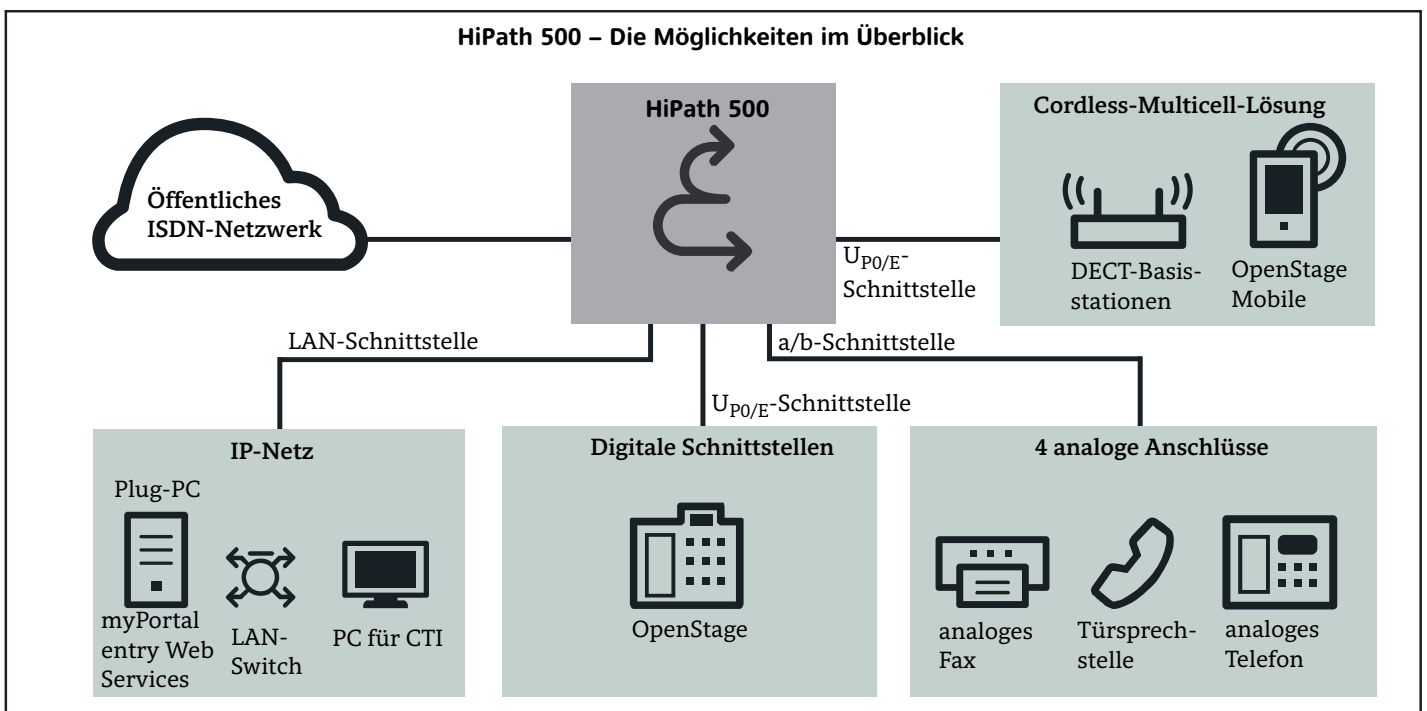 HiPath 500 – Die Möglichkeiten im Überblick
HiPath 500
Cordless-Multicell-Lösung
Öffentliches
ISDN-Netzwerk
DECT-Basis-
stationen
OpenStage
Mobile
UP0/E-
Schnittstelle
LAN-Schnittstelle
a/b-Schnittstelle
UP0/E-Schnittstelle
IP-Netz
Plug-PC
myPortal
entry Web
Services
LAN-
Switch
PC für CTI
Digitale Schnittstellen
OpenStage
4 analoge Anschlüsse
analoges
Fax
Türsprech-
stelle
analoges
Telefon